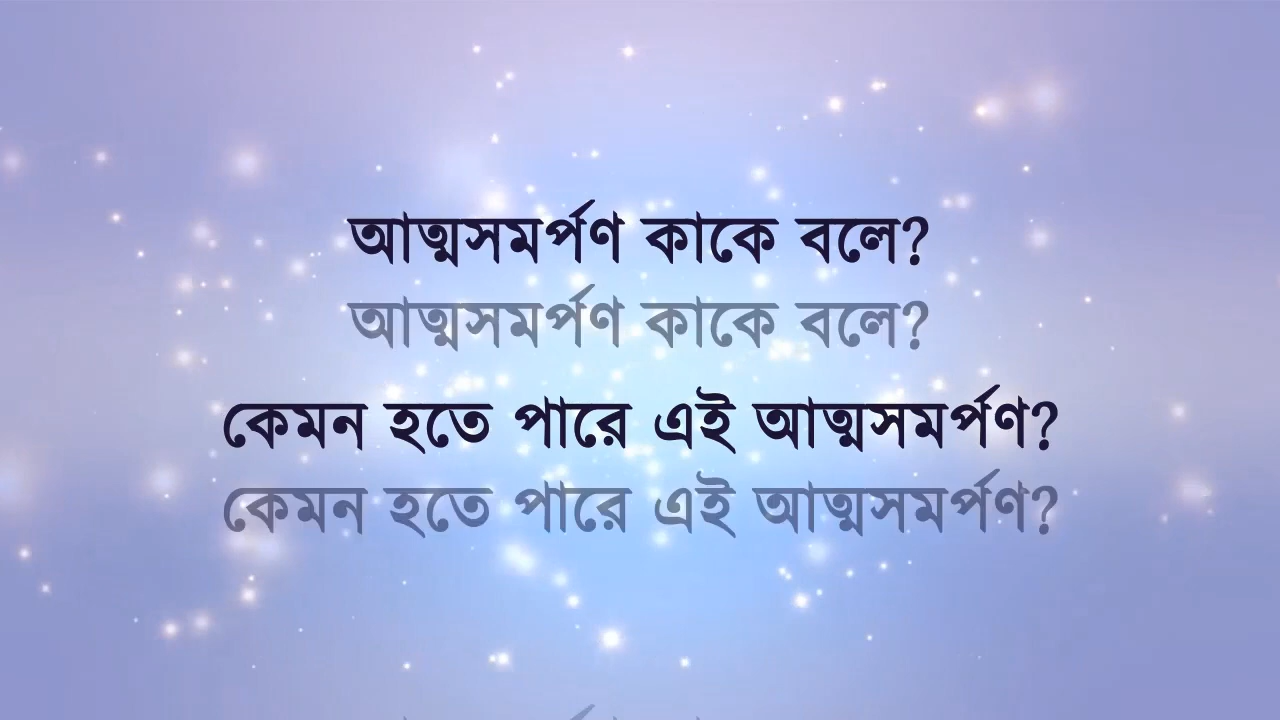 আত্মসমর্পণ কাকে বলে?
আত্মসমর্পণ কাকে বলে?
কেমন হতে পারে এই আত্মসমর্পণ?
কেমন হতে পারে এই আত্মসমর্পণ?